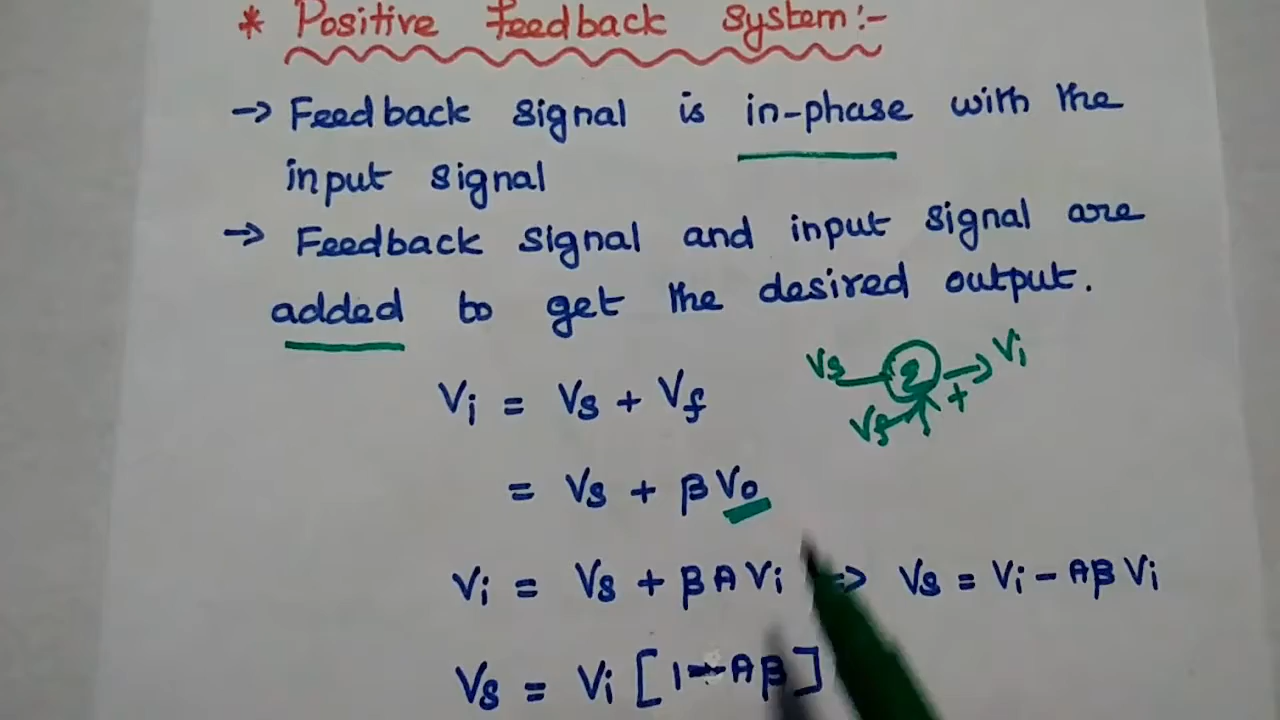 * Positive Feedback System:-
→ Feedback signal is in-phase with the
input signal
→ Feedback signal and input signal are
added to get the desired output.
Vs Σ → Vi
Vf +
Vi = Vs + Vf
= Vs + βVo
Vi = Vs + βAVi ⇒ Vs = Vi - AβVi
Vs = Vi [1-Aβ]